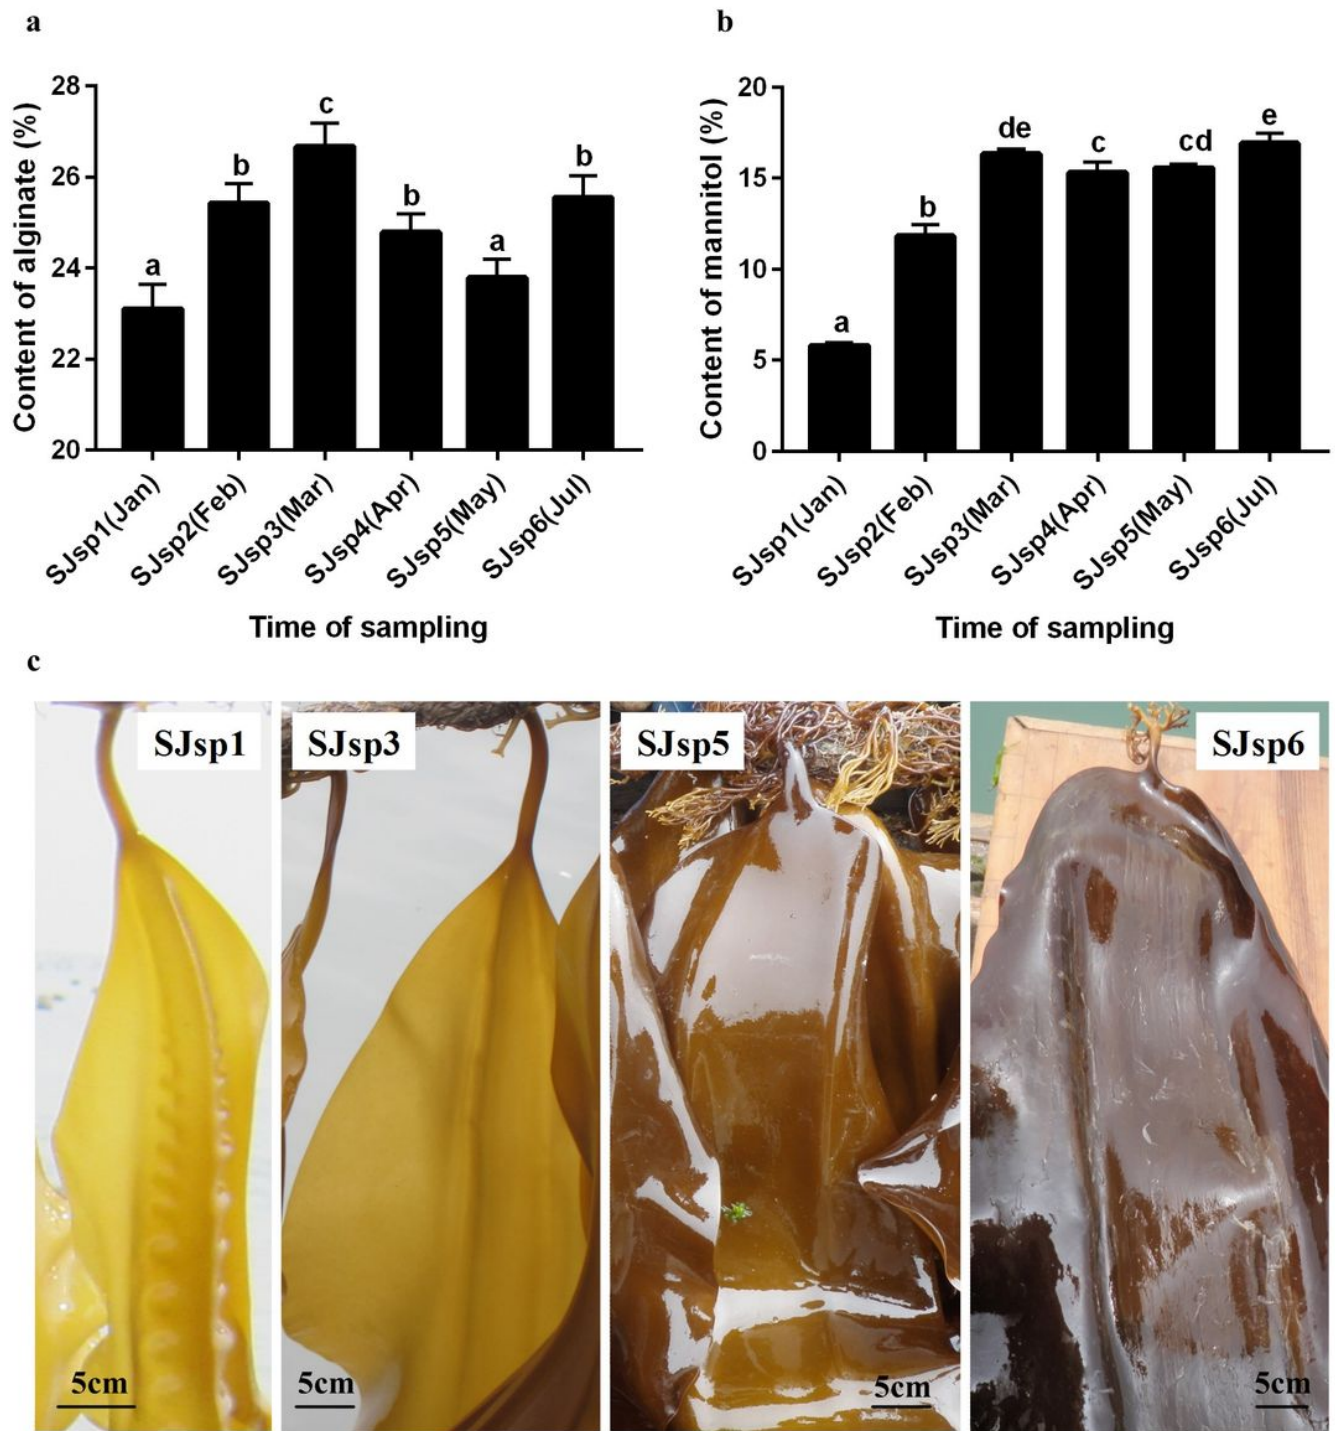 a
Content of alginate (%)
28
26
24
22
20
a
b
c
b
a
b
SJsp1(Jan)
SJsp2(Feb)
SJsp3(Mar)
SJsp4(Apr)
SJsp5(May)
SJsp6(Jul)
Time of sampling
b
Content of mannitol (%)
20
15
10
5
0
a
b
de
c
cd
e
SJsp1(Jan)
SJsp2(Feb)
SJsp3(Mar)
SJsp4(Apr)
SJsp5(May)
SJsp6(Jul)
Time of sampling
c
SJsp1
SJsp3
SJsp5
SJsp6
5cm
5cm
5cm
5cm